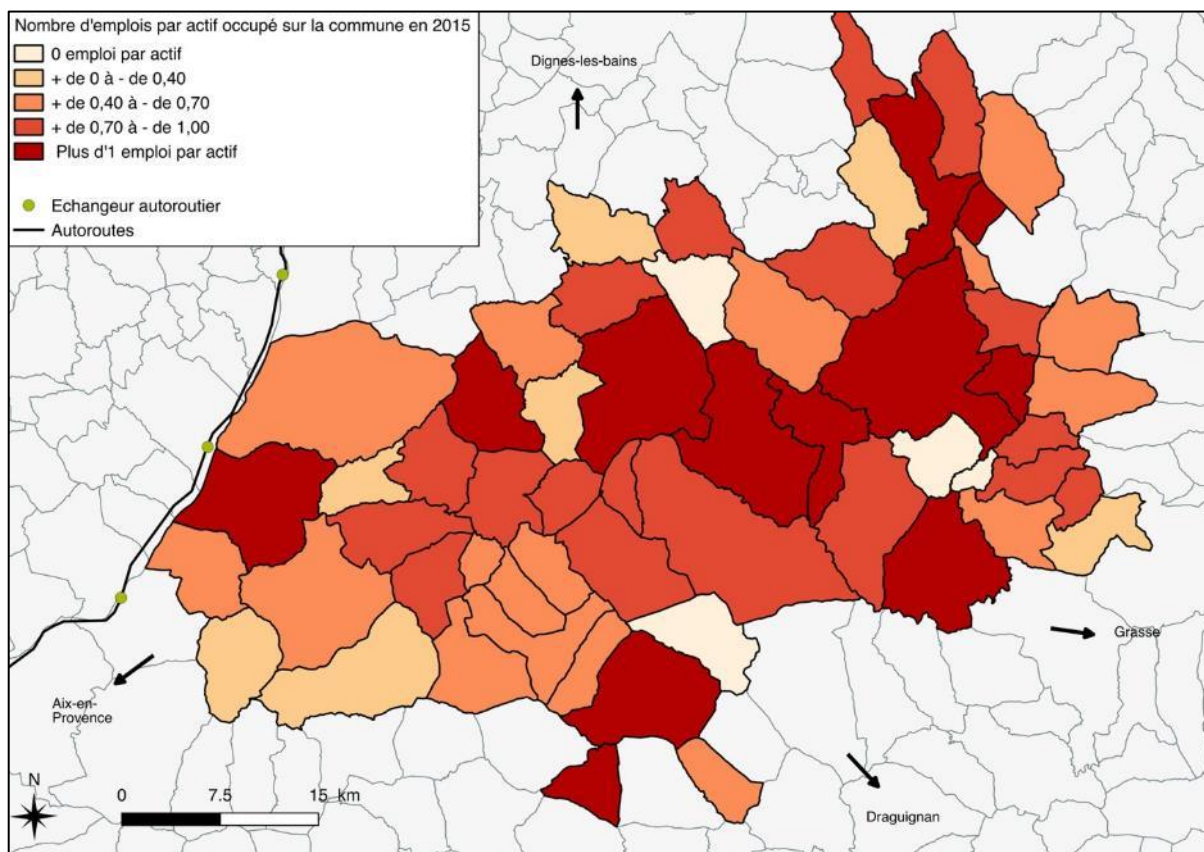 Nombre d'emplois par actif occupé sur la commune en 2015
0 emploi par actif
+ de 0 à - de 0,40
+ de 0,40 à - de 0,70
+ de 0,70 à - de 1,00
Plus d'1 emploi par actif
Echangeur autoroutier
Autoroutes
Dignes-les-bains
Grasse
Aix-en-
Provence
Draguignan
N
0 7.5 15 km